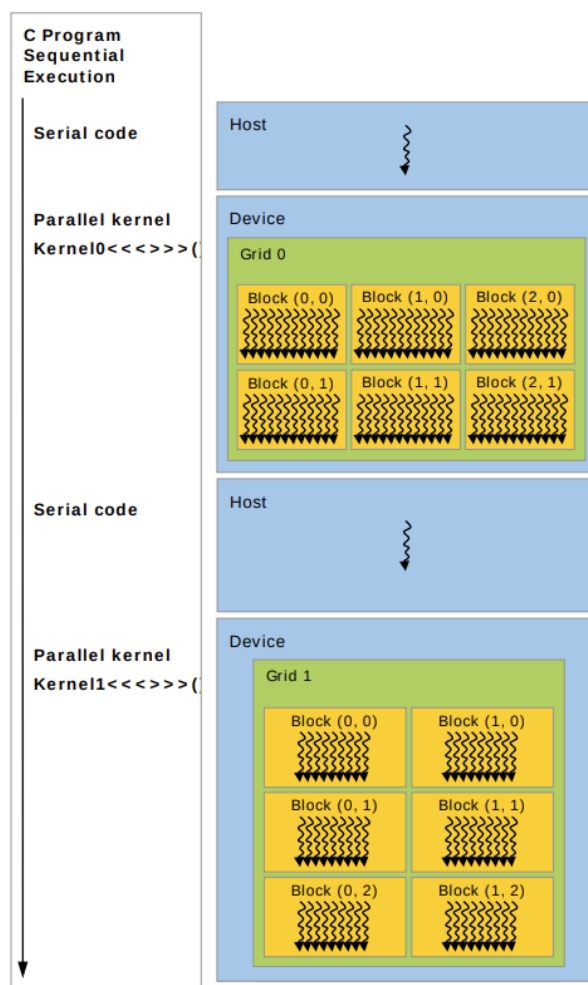 C Program
Sequential
Execution
Serial code
Host
Parallel kernel
Kernel0<<<>>>()
Device
Grid 0
Block (0, 0) Block (1, 0) Block (2, 0)
Block (0, 1) Block (1, 1) Block (2, 1)
Serial code
Host
Parallel kernel
Kernel1<<<>>>()
Device
Grid 1
Block (0, 0) Block (1, 0)
Block (0, 1) Block (1, 1)
Block (0, 2) Block (1, 2)